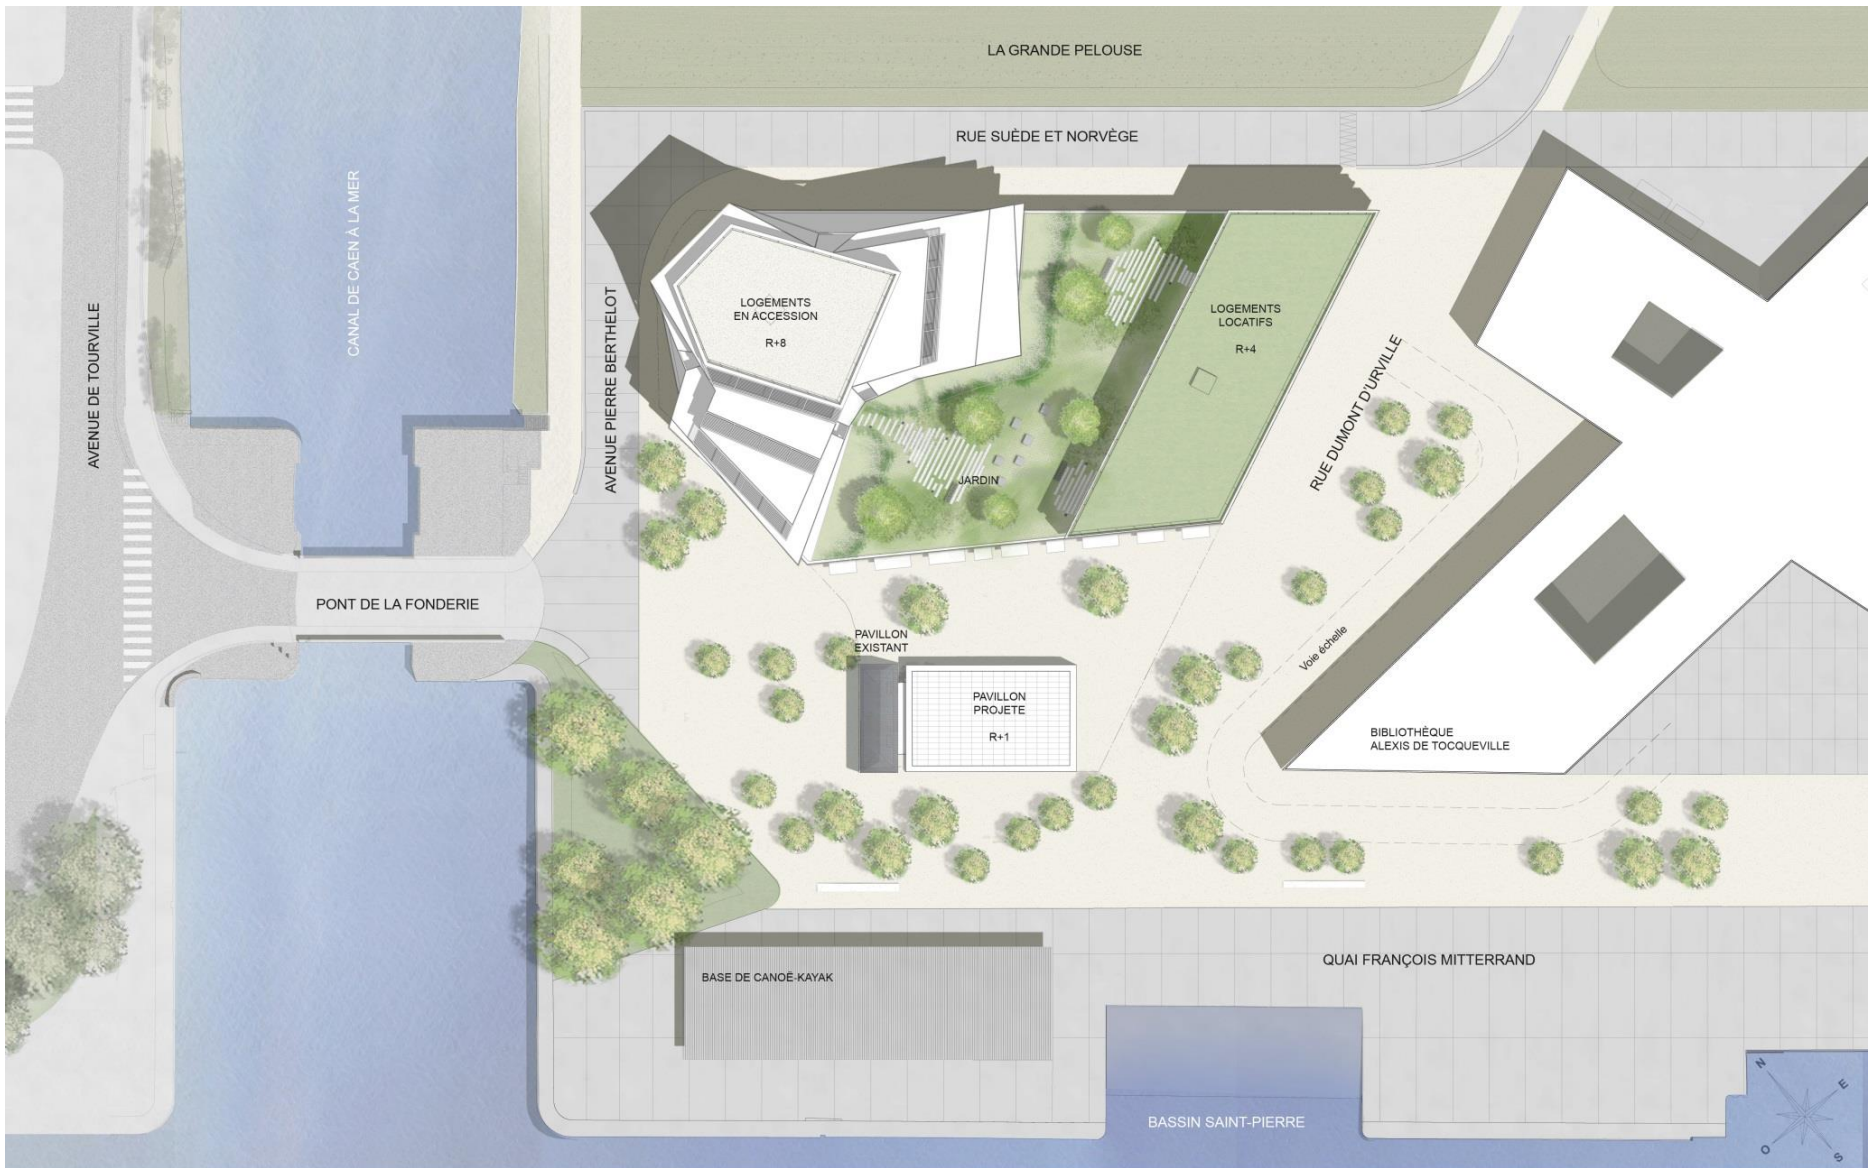 LA GRANDE PELOUSE
RUE SUÈDE ET NORVÈGE
CANAL DE CAEN À LA MER
AVENUE DE TOURVILLE
AVENUE PIERRE BERTHELOT
LOGEMENTS
EN ACCESSION
R+8
LOGEMENTS
LOCATIFS
R+4
RUE DUMONT D'URVILLE
JARDIN
PONT DE LA FONDERIE
PAVILLON
EXISTANT
Voie échelle
PAVILLON
PROJETE
R+1
BIBLIOTHÈQUE
ALEXIS DE TOCQUEVILLE
BASE DE CANOË-KAYAK
QUAI FRANÇOIS MITTERRAND
BASSIN SAINT-PIERRE
N
E
O
S